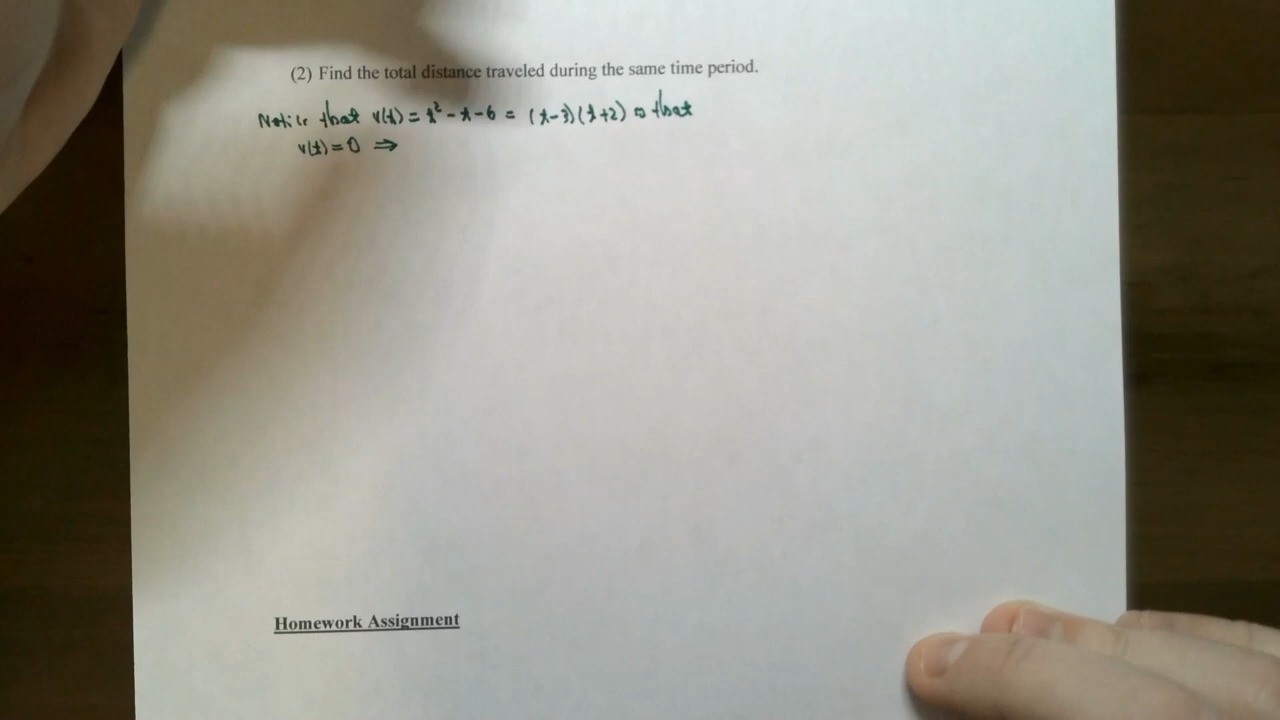 (2) Find the total distance traveled during the same time period.
Notice that v(t) = t² - t - 6 = (t-3)(t+2) so that
v(t) = 0 ⇒
Homework Assignment